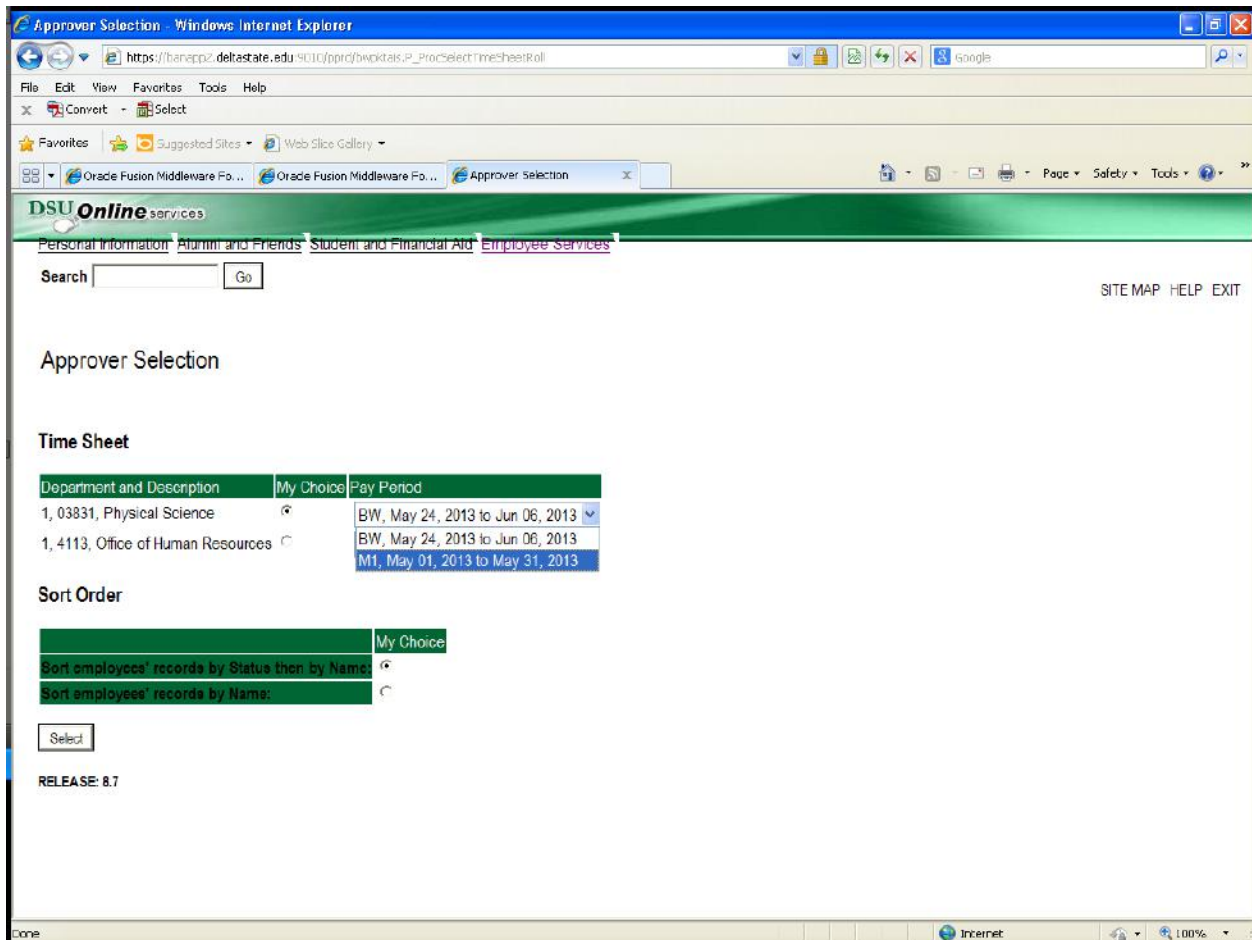 Approver Selection - Windows Internet Explorer
https://banapp2.deltastate.edu:9010/pprd/bwpktais.P_ProcSelectTimeSheetRoll
Google
File Edit View Favorites Tools Help
x Convert Select
Favorites Suggested Sites Web Slice Gallery
Oracle Fusion Middleware Fo... Oracle Fusion Middleware Fo... Approver Selection x Page Safety Tools »
DSU Online services
Personal Information Alumni and Friends Student and Financial Aid Employee Services
Search Go
SITE MAP HELP EXIT
Approver Selection
Time Sheet
Department and Description My Choice Pay Period
1, 03831, Physical Science BW, May 24, 2013 to Jun 06, 2013
1, 4113, Office of Human Resources BW, May 24, 2013 to Jun 06, 2013
M1, May 01, 2013 to May 31, 2013
Sort Order
My Choice
Sort employees' records by Status then by Name:
Sort employees' records by Name:
Select
RELEASE: 8.7
Done Internet 100%